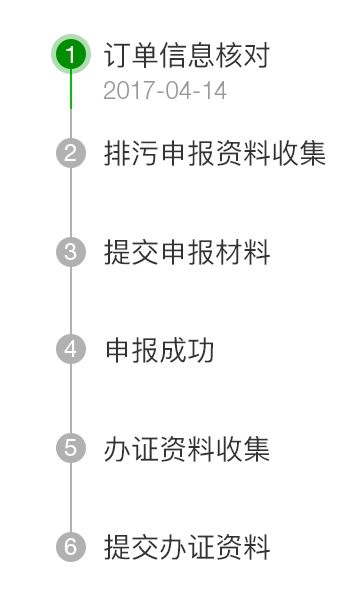 1 订单信息核对
2017-04-14
2 排污申报资料收集
3 提交申报材料
4 申报成功
5 办证资料收集
6 提交办证资料